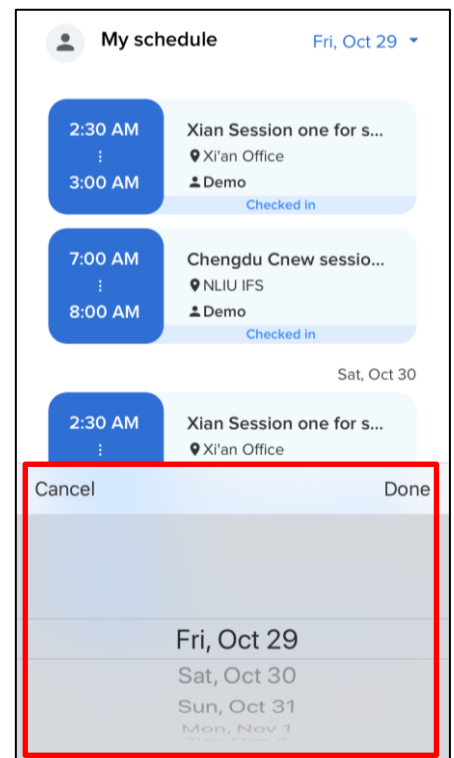 My schedule
Fri, Oct 29
2:30 AM
3:00 AM
Xian Session one for s...
Xi'an Office
Demo
Checked in
7:00 AM
8:00 AM
Chengdu Cnew sessio...
NLIU IFS
Demo
Checked in
Sat, Oct 30
2:30 AM
Xian Session one for s...
Xi'an Office
Cancel
Done
Fri, Oct 29
Sat, Oct 30
Sun, Oct 31
Mon, Nov 1